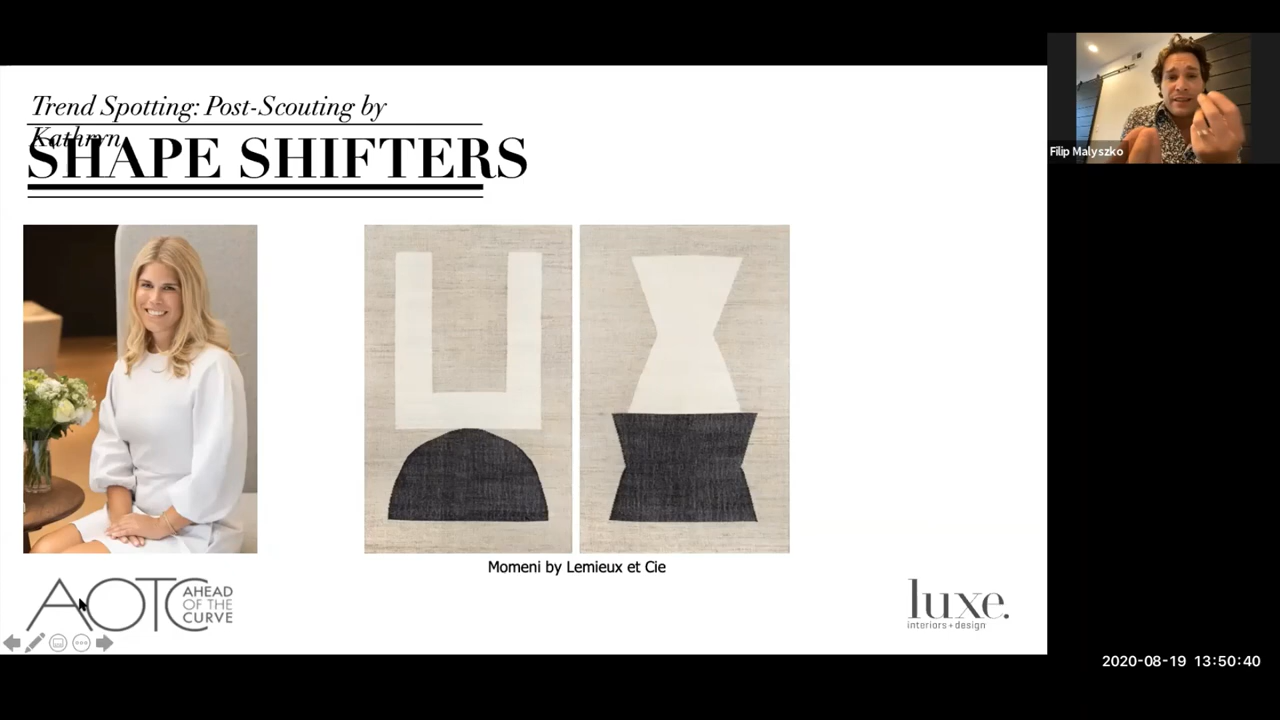 Trend Spotting: Post-Scouting by
Kathryn
SHAPE SHIFTERS
Filip Malyszko
Momeni by Lemieux et Cie
AOTC
AHEAD
OF THE
CURVE
luxe.
interiors+design
2020-08-19 13:50:40